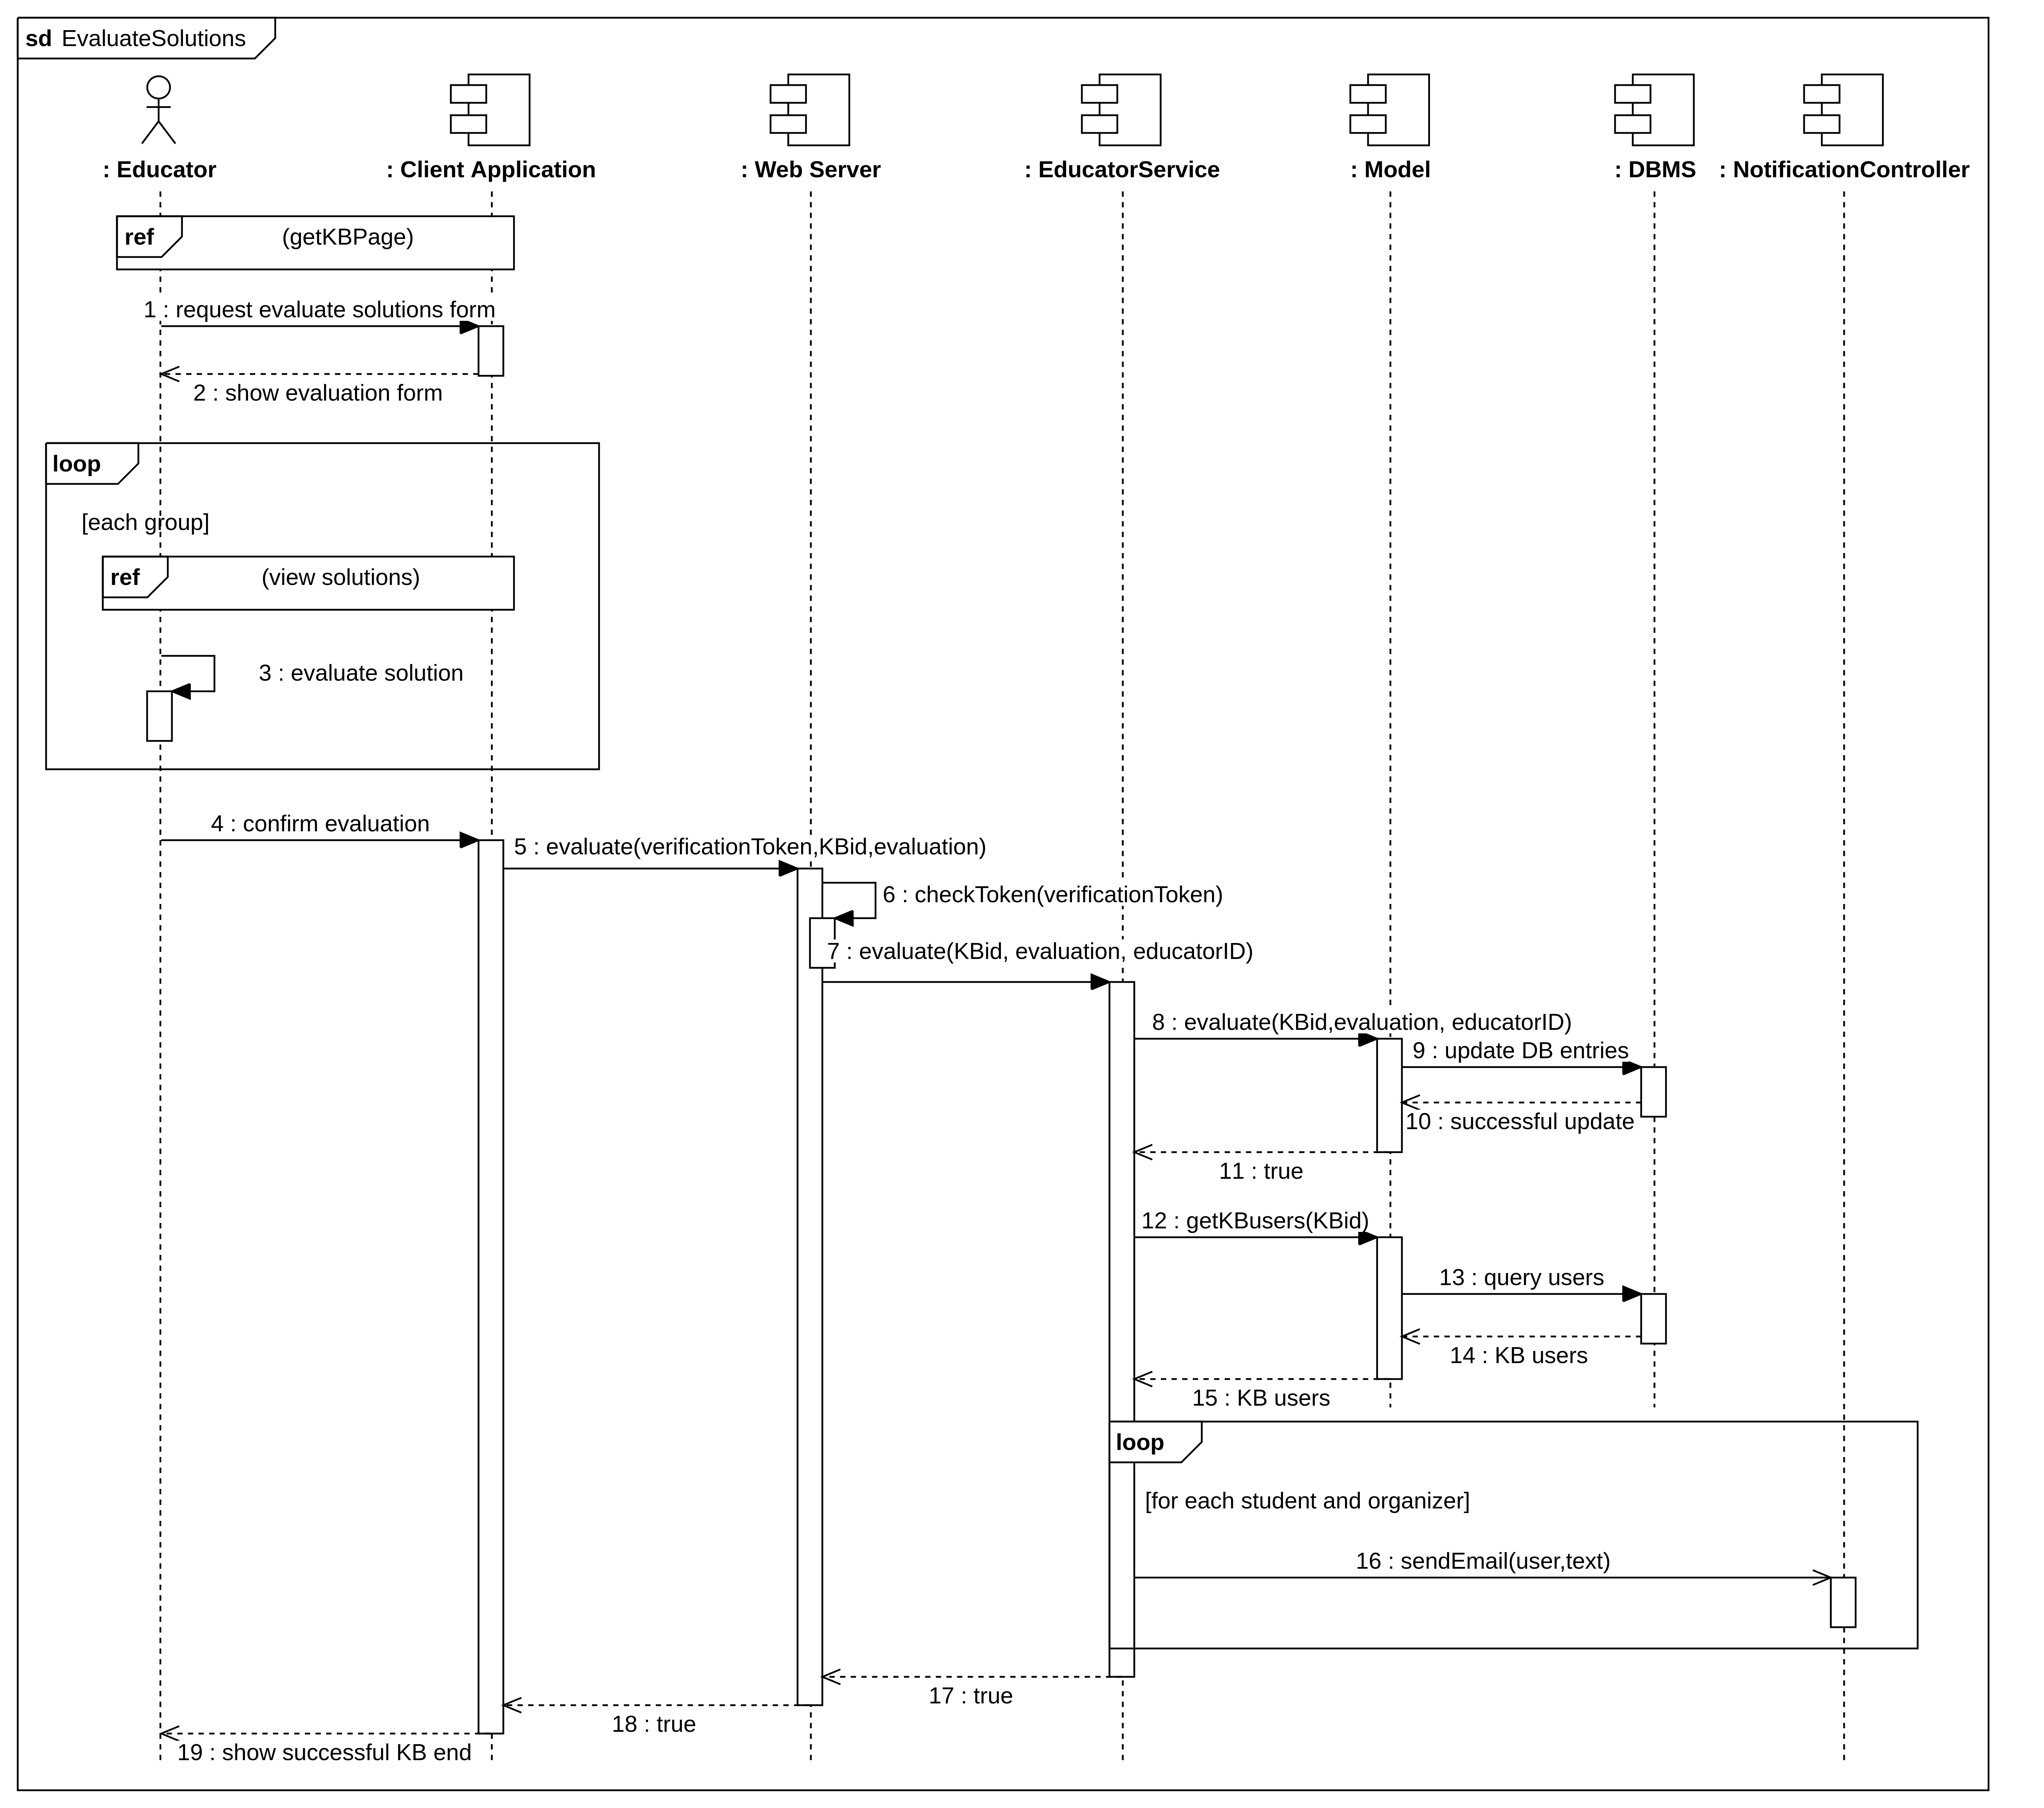 sd EvaluateSolutions
: Educator
: Client Application
: Web Server
: EducatorService
: Model
: DBMS
: NotificationController
ref (getKBPage)
1 : request evaluate solutions form
2 : show evaluation form
loop
[each group]
ref (view solutions)
3 : evaluate solution
4 : confirm evaluation
5 : evaluate(verificationToken,KBid,evaluation)
6 : checkToken(verificationToken)
7 : evaluate(KBid, evaluation, educatorID)
8 : evaluate(KBid,evaluation, educatorID)
9 : update DB entries
10 : successful update
11 : true
12 : getKBusers(KBid)
13 : query users
14 : KB users
15 : KB users
loop
[for each student and organizer]
16 : sendEmail(user,text)
17 : true
18 : true
19 : show successful KB end